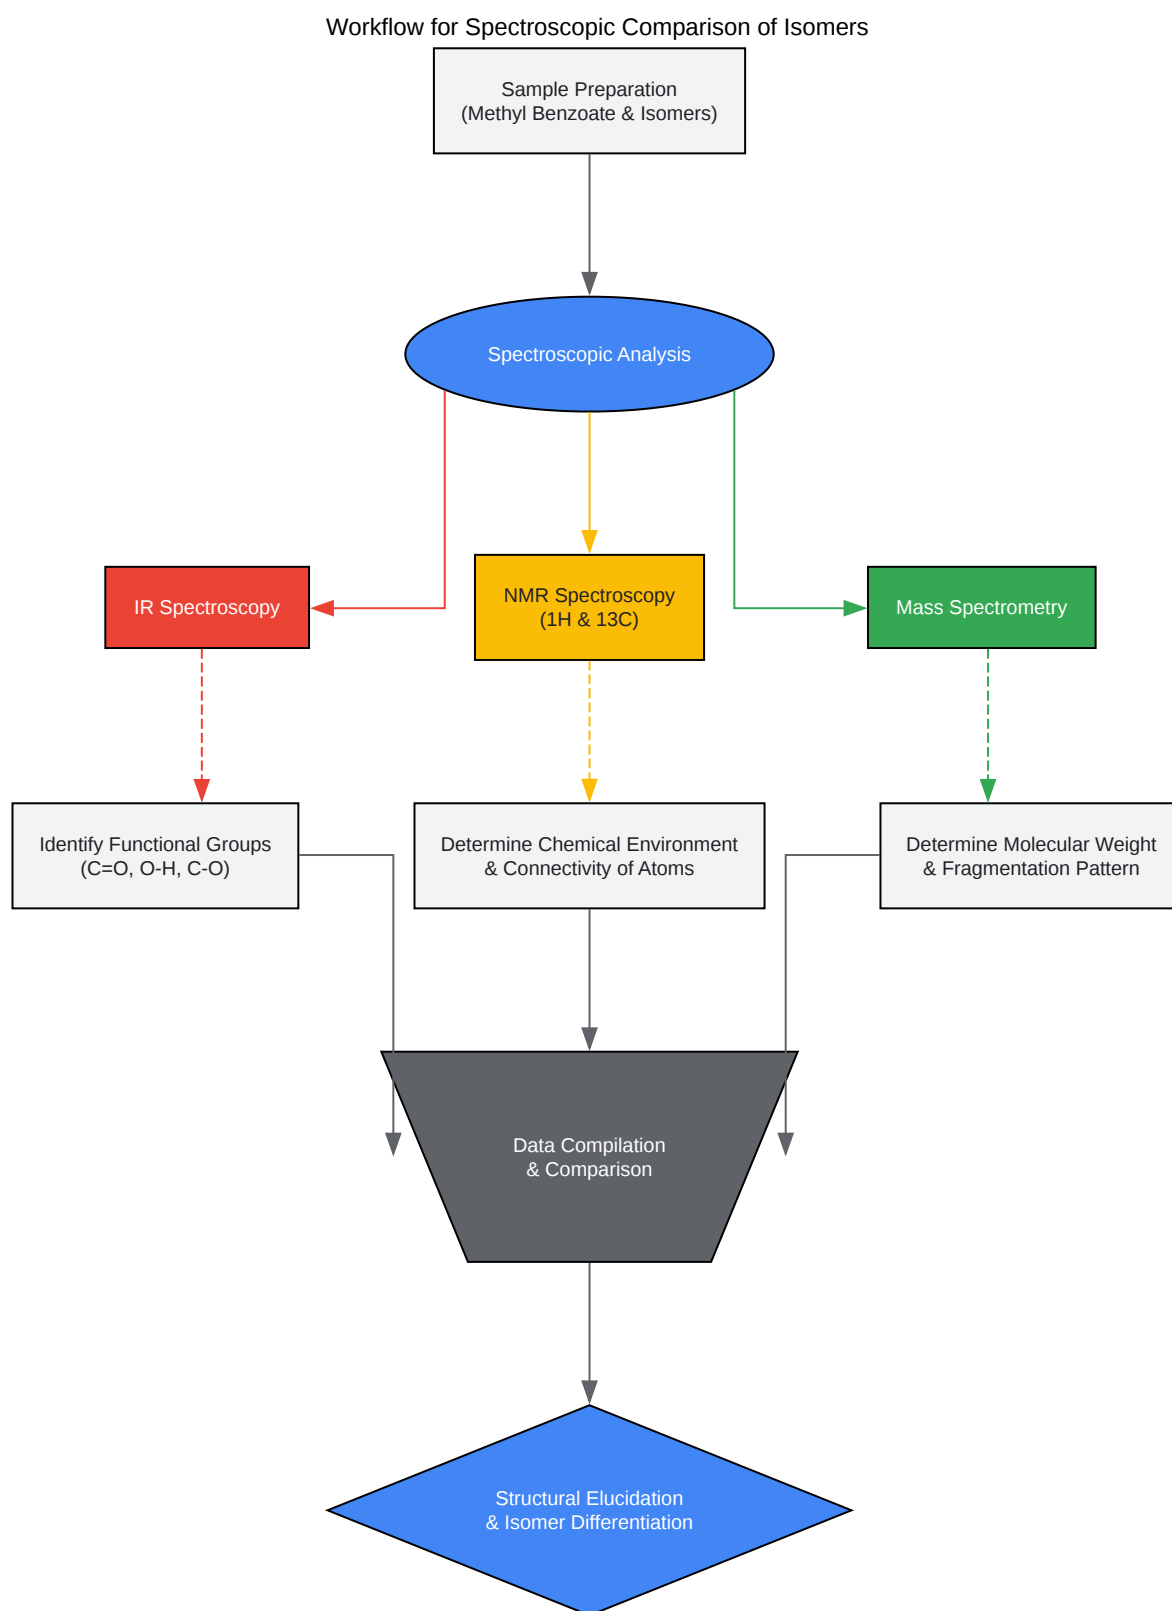 Workflow for Spectroscopic Comparison of Isomers
Sample Preparation
(Methyl Benzoate & Isomers)
Spectroscopic Analysis
IR Spectroscopy
NMR Spectroscopy
(1H & 13C)
Mass Spectrometry
Identify Functional Groups
(C=O, O-H, C-O)
Determine Chemical Environment
& Connectivity of Atoms
Determine Molecular Weight
& Fragmentation Pattern
Data Compilation
& Comparison
Structural Elucidation
& Isomer Differentiation